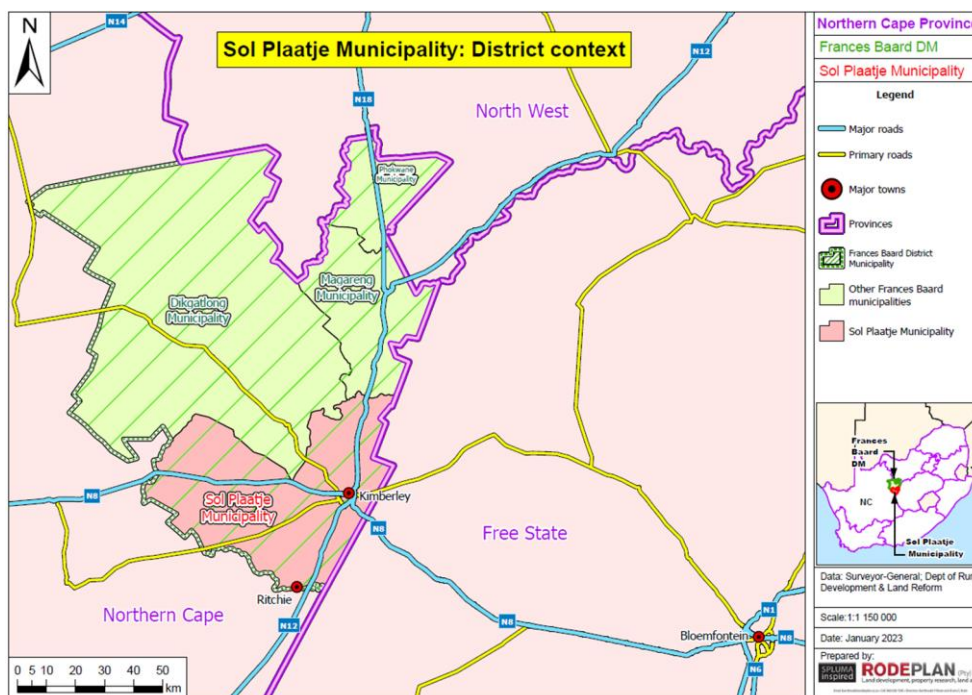 N
Sol Plaatje Municipality: District context
N14
N12
N18
North West
Phokwane
Municipality
Magareng
Municipality
Dikgatlong
Municipality
Sol Plaatje
Municipality
N8
Kimberley
N8
Free State
Ritchie
Northern Cape
N12
N8
Bloemfontein
N1
N8
N6
0 5 10 20 30 40 50
km
Northern Cape Province
Frances Baard DM
Sol Plaatje Municipality
Legend
Major roads
Primary roads
Major towns
Provinces
Frances Baard District
Municipality
Other Frances Baard
municipalities
Sol Plaatje Municipality
Frances
Baard
DM
NC
Sol Plaatje
Municipality
Data: Surveyor-General; Dept of Rur
Development & Land Reform
Scale:1:1 150 000
Date: January 2023
Prepared by:
SPLUMA
inspired
RODEPLAN (Pty)
Land development, property research, land a